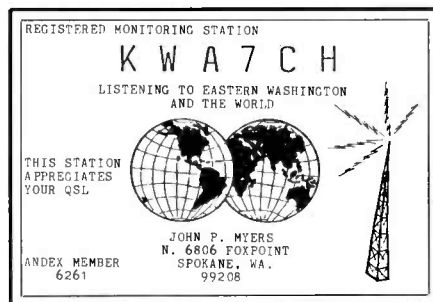 REGISTERED MONITORING STATION
KWA7CH
LISTENING TO EASTERN WASHINGTON
AND THE WORLD
THIS STATION
APPRECIATES
YOUR QSL
JOHN P. MYERS
N. 6806 FOXPOINT
SPOKANE, WA.
99208
ANDEX MEMBER
6261